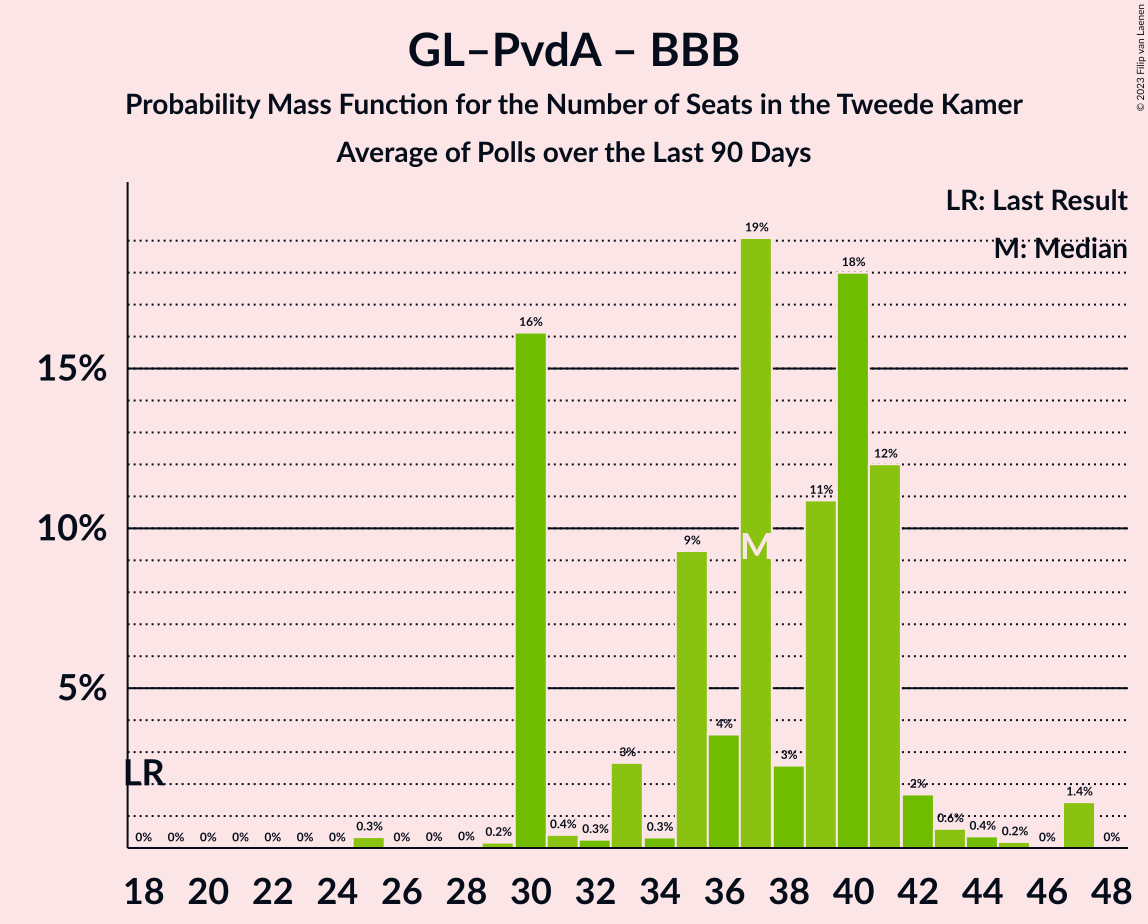 GL–PvdA – BBB
Probability Mass Function for the Number of Seats in the Tweede Kamer
Average of Polls over the Last 90 Days
© 2023 Filip van Laenen
LR: Last Result
M: Median
15%
10%
5%
LR
M
0% 0% 0% 0% 0% 0% 0% 0.3% 0% 0% 0% 0.2% 16% 0.4% 0.3% 3% 0.3% 9% 4% 19% 3% 11% 18% 12% 2% 0.6% 0.4% 0.2% 0% 1.4% 0%
18 20 22 24 26 28 30 32 34 36 38 40 42 44 46 48